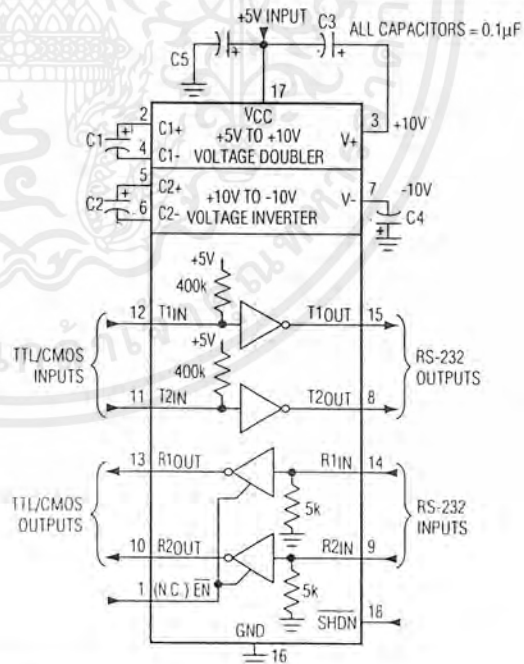 +5V INPUT
C3
ALL CAPACITORS = 0.1µF
C5
17
2
VCC
3
+10V
C1
C1+
+5V TO +10V
V+
4
C1-
VOLTAGE DOUBLER
5
C2+
+10V TO -10V
7
-10V
C2
V-
6
C2-
VOLTAGE INVERTER
C4
+5V
400k
12
T1IN
T1OUT
15
TTL/CMOS
INPUTS
+5V
RS-232
OUTPUTS
400k
11
T2IN
T2OUT
8
13
R1OUT
R1IN
14
TTL/CMOS
OUTPUTS
5k
RS-232
INPUTS
10
R2OUT
R2IN
9
1
(N.C.) EN
5k
GND
SHDN
18
16